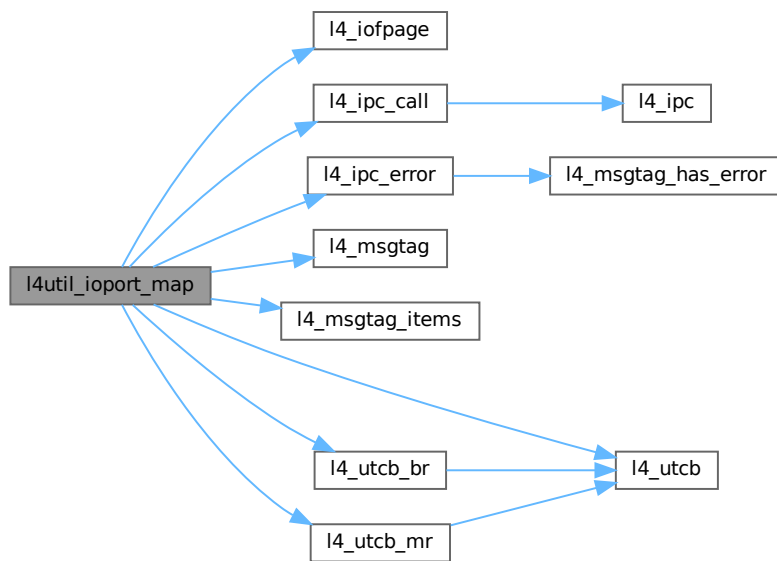 l4_iofpage
l4_ipc_call
l4_ipc
l4_ipc_error
l4_msgtag_has_error
l4_msgtag
l4util_ioport_map
l4_msgtag_items
l4_utcb_br
l4_utcb
l4_utcb_mr